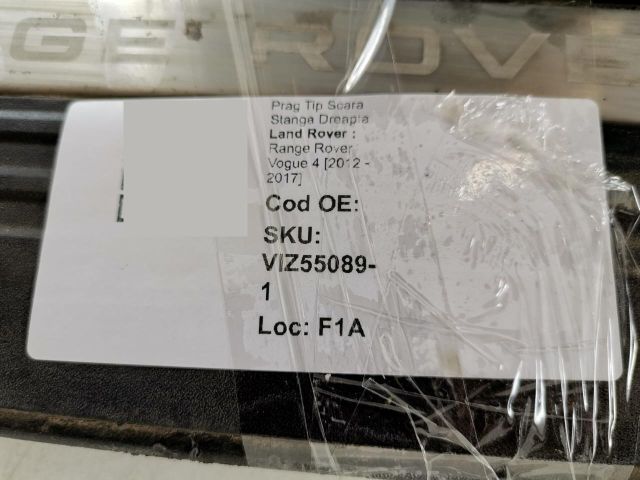 GE ROVE
Prag Tip Scara
Stanga Dreapta
Land Rover :
Range Rover
Vogue 4 [2012 -
2017]
Cod OE:
SKU:
VIZ55089-
1
Loc: F1A